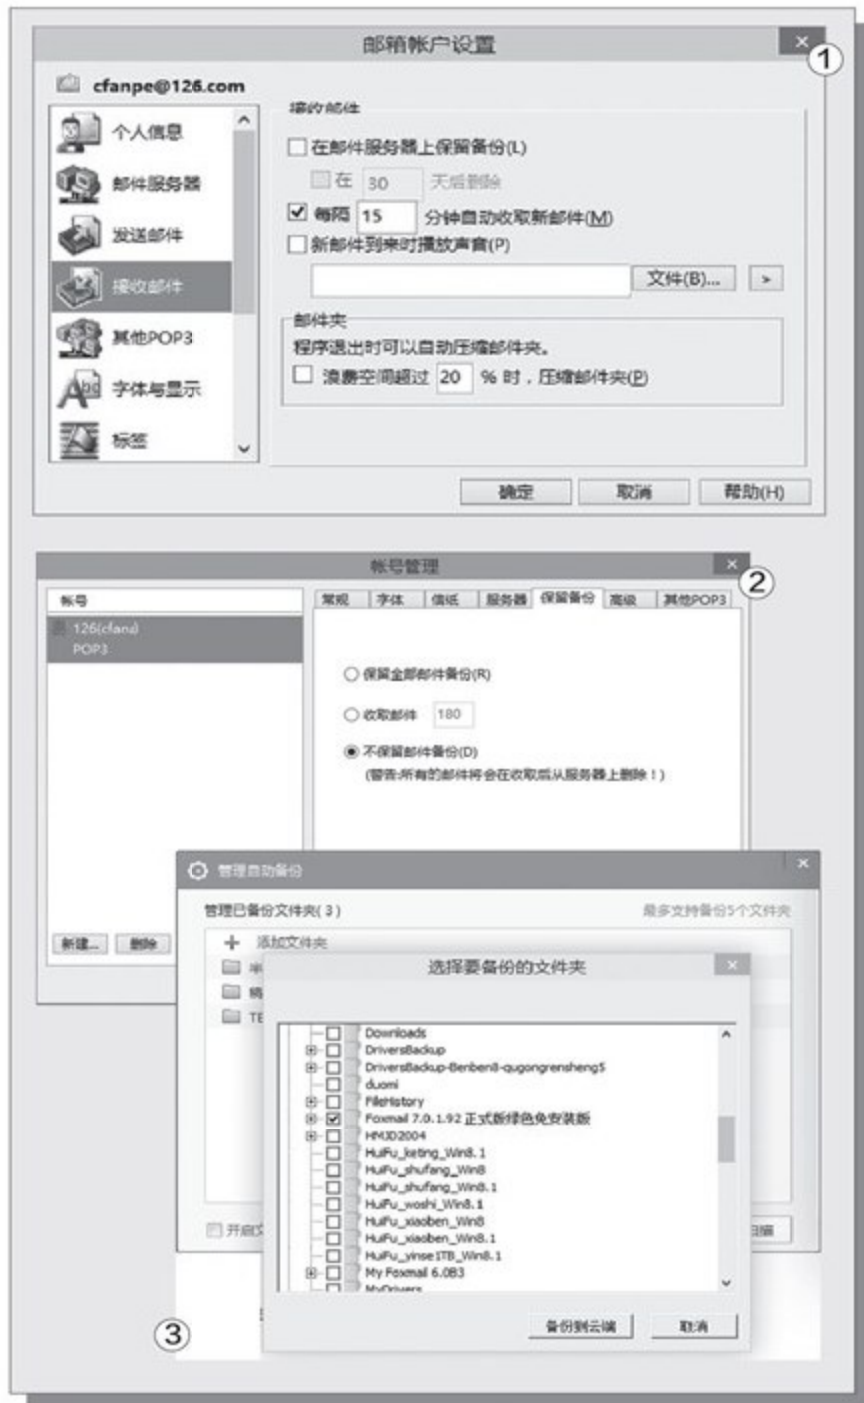 邮箱帐户设置
①
cfanpe@126.com
个人信息
邮件服务器
发送邮件
接收邮件
其他POP3
字体与显示
标签
接收邮件
在邮件服务器上保留备份(L)
在 30 天后删除
每隔 15 分钟自动收取新邮件(M)
新邮件到来时播放声音(P)
文件(B)... >
邮件夹
程序退出时可以自动压缩邮件夹。
浪费空间超过 20 % 时，压缩邮件夹(P)
确定 取消 帮助(H)
帐号管理
②
帐号
126(cfans)
POP3
常规 字体 信纸 服务器 保留备份 高级 其他POP3
保留全部邮件备份(R)
收取邮件 180
不保留邮件备份(D)
(警告:所有的邮件将会在收取后从服务器上删除！)
新建... 删除
管理自动备份
管理已备份文件夹( 3 ) 最多支持备份5个文件夹
添加文件夹
TE
开启
扫描
选择要备份的文件夹
Downloads
DriversBackup
DriversBackup-Benben8-qugongrensheng5
duomi
FileHistory
Foxmail 7.0.1.92 正式版绿色免安装版
HMJD2004
HuiFu_keting_Win8.1
HuiFu_shufang_Win8
HuiFu_shufang_Win8.1
HuiFu_woshi_Win8.1
HuiFu_xiaoben_Win8
HuiFu_xiaoben_Win8.1
HuiFu_yinse1TB_Win8.1
My Foxmail 6.0B3
MyDrivers
备份到云端 取消
③